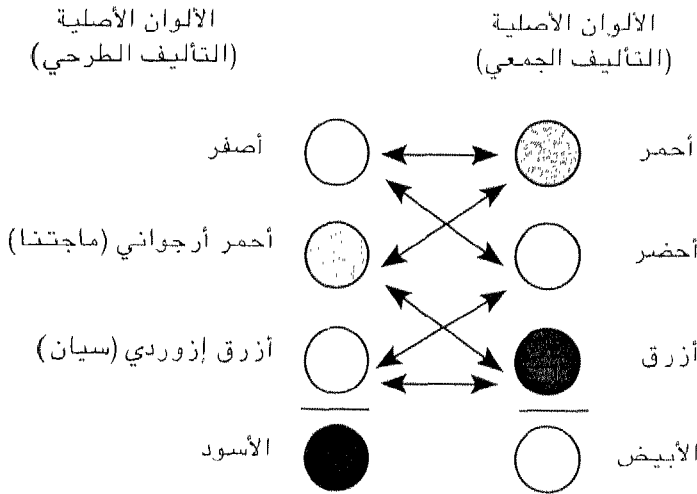 الألوان الأصلية
(التأليف الجمعي)
الألوان الأصلية
(التأليف الطرحي)
أحمر
أصفر
أخضر
أحمر أرجواني (ماجتنا)
أزرق
أزرق إزوردي (سيان)
الأبيض
الأسود